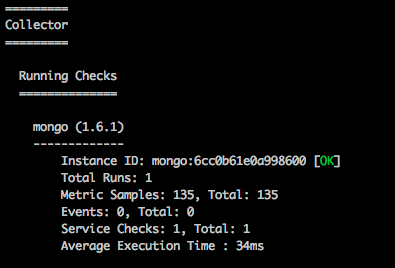 =========
Collector
=========
Running Checks
==============
mongo (1.6.1)
-------------
Instance ID: mongo:6cc0b61e0a998600 [OK]
Total Runs: 1
Metric Samples: 135, Total: 135
Events: 0, Total: 0
Service Checks: 1, Total: 1
Average Execution Time : 34ms